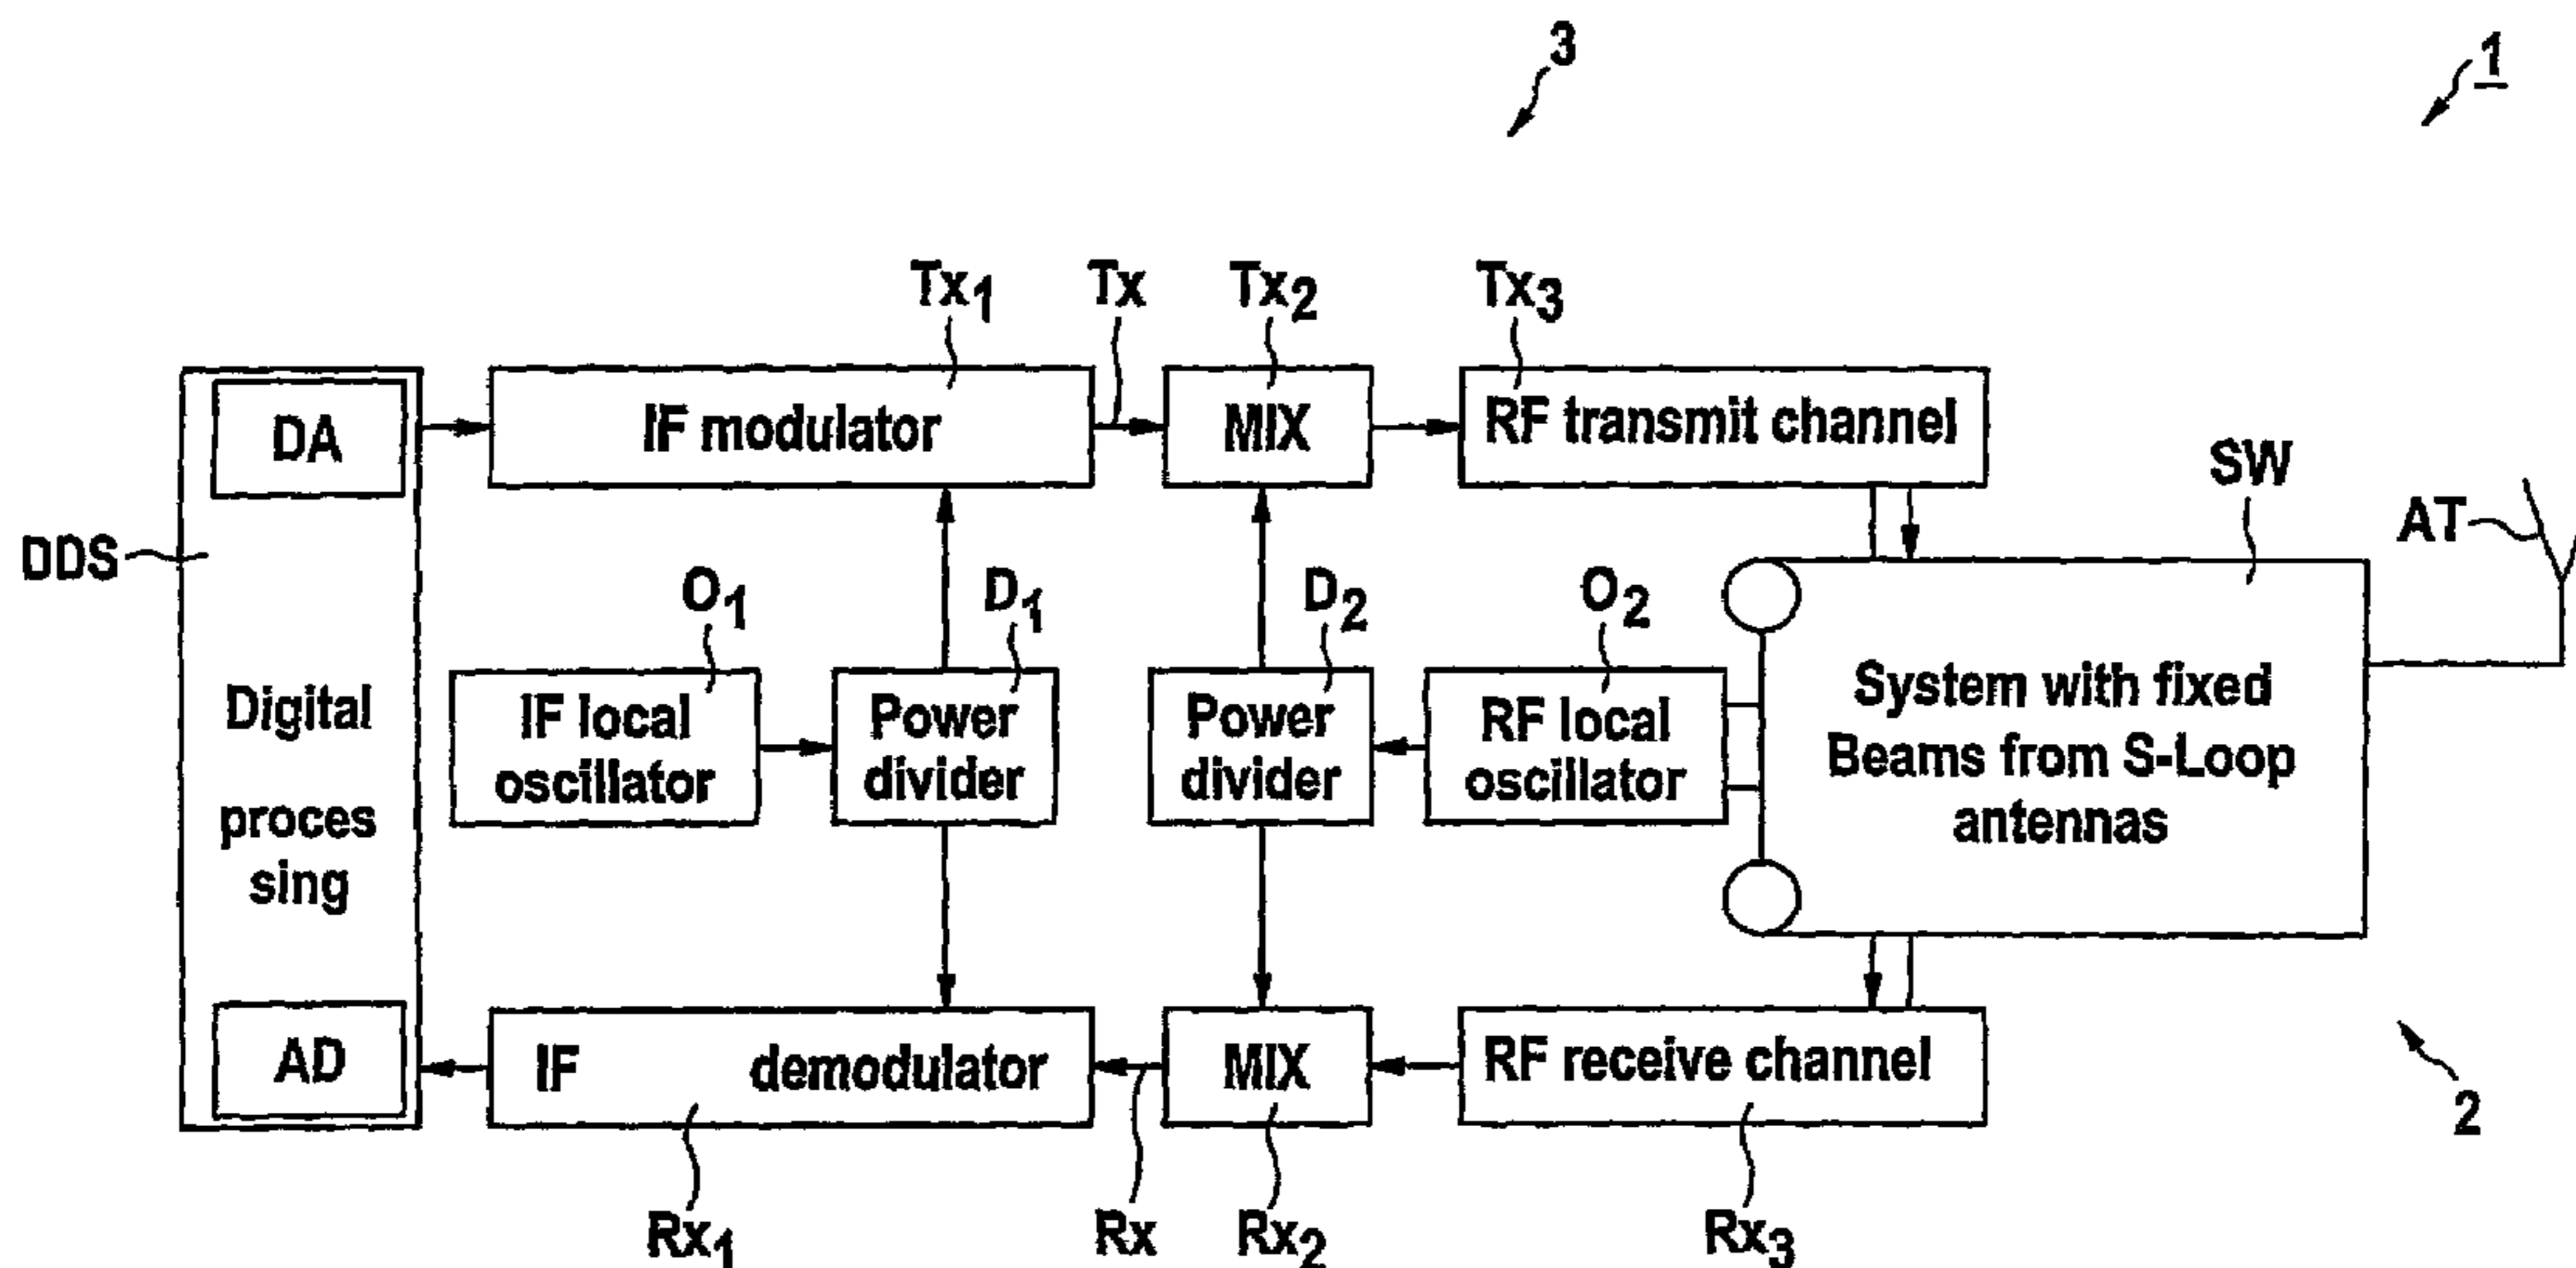 3
1
Tx1
Tx
Tx2
Tx3
DA
IF modulator
MIX
RF transmit channel
SW
AT
DDS
O1
D1
D2
O2
Digital
proces
sing
IF local
oscillator
Power
divider
Power
divider
RF local
oscillator
System with fixed
Beams from S-Loop
antennas
AD
IF demodulator
MIX
RF receive channel
2
Rx1
Rx
Rx2
Rx3